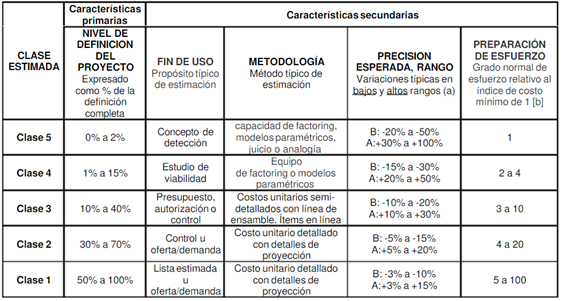 Características primarias
Características secundarias
CLASE ESTIMADA
NIVEL DE DEFINICION DEL PROYECTO
Expresado como % de la definición completa
FIN DE USO
Propósito típico de estimación
METODOLOGÍA
Método típico de estimación
PRECISION ESPERADA, RANGO
Variaciones típicas en bajos y altos rangos (a)
PREPARACIÓN DE ESFUERZO
Grado normal de esfuerzo relativo al índice de costo mínimo de 1 [b]
Clase 5
0% a 2%
Concepto de detección
capacidad de factoring, modelos paramétricos, juicio o analogía
B: -20% a -50%
A:+30% a +100%
1
Clase 4
1% a 15%
Estudio de viabilidad
Equipo
de factoring o modelos paramétricos
B: -15% a -30%
A:+20% a +50%
2 a 4
Clase 3
10% a 40%
Presupuesto, autorización o control
Costos unitarios semi-detallados con línea de ensamble. Ítems en línea
B: -10% a -20%
A:+10% a +30%
3 a 10
Clase 2
30% a 70%
Control u oferta/demanda
Costo unitario detallado con detalles de proyección
B: -5% a -15%
A:+5% a +20%
4 a 20
Clase 1
50% a 100%
Lista estimada u oferta/demanda
Costo unitario detallado con detalles de proyección
B: -3% a -10%
A:+3% a +15%
5 a 100